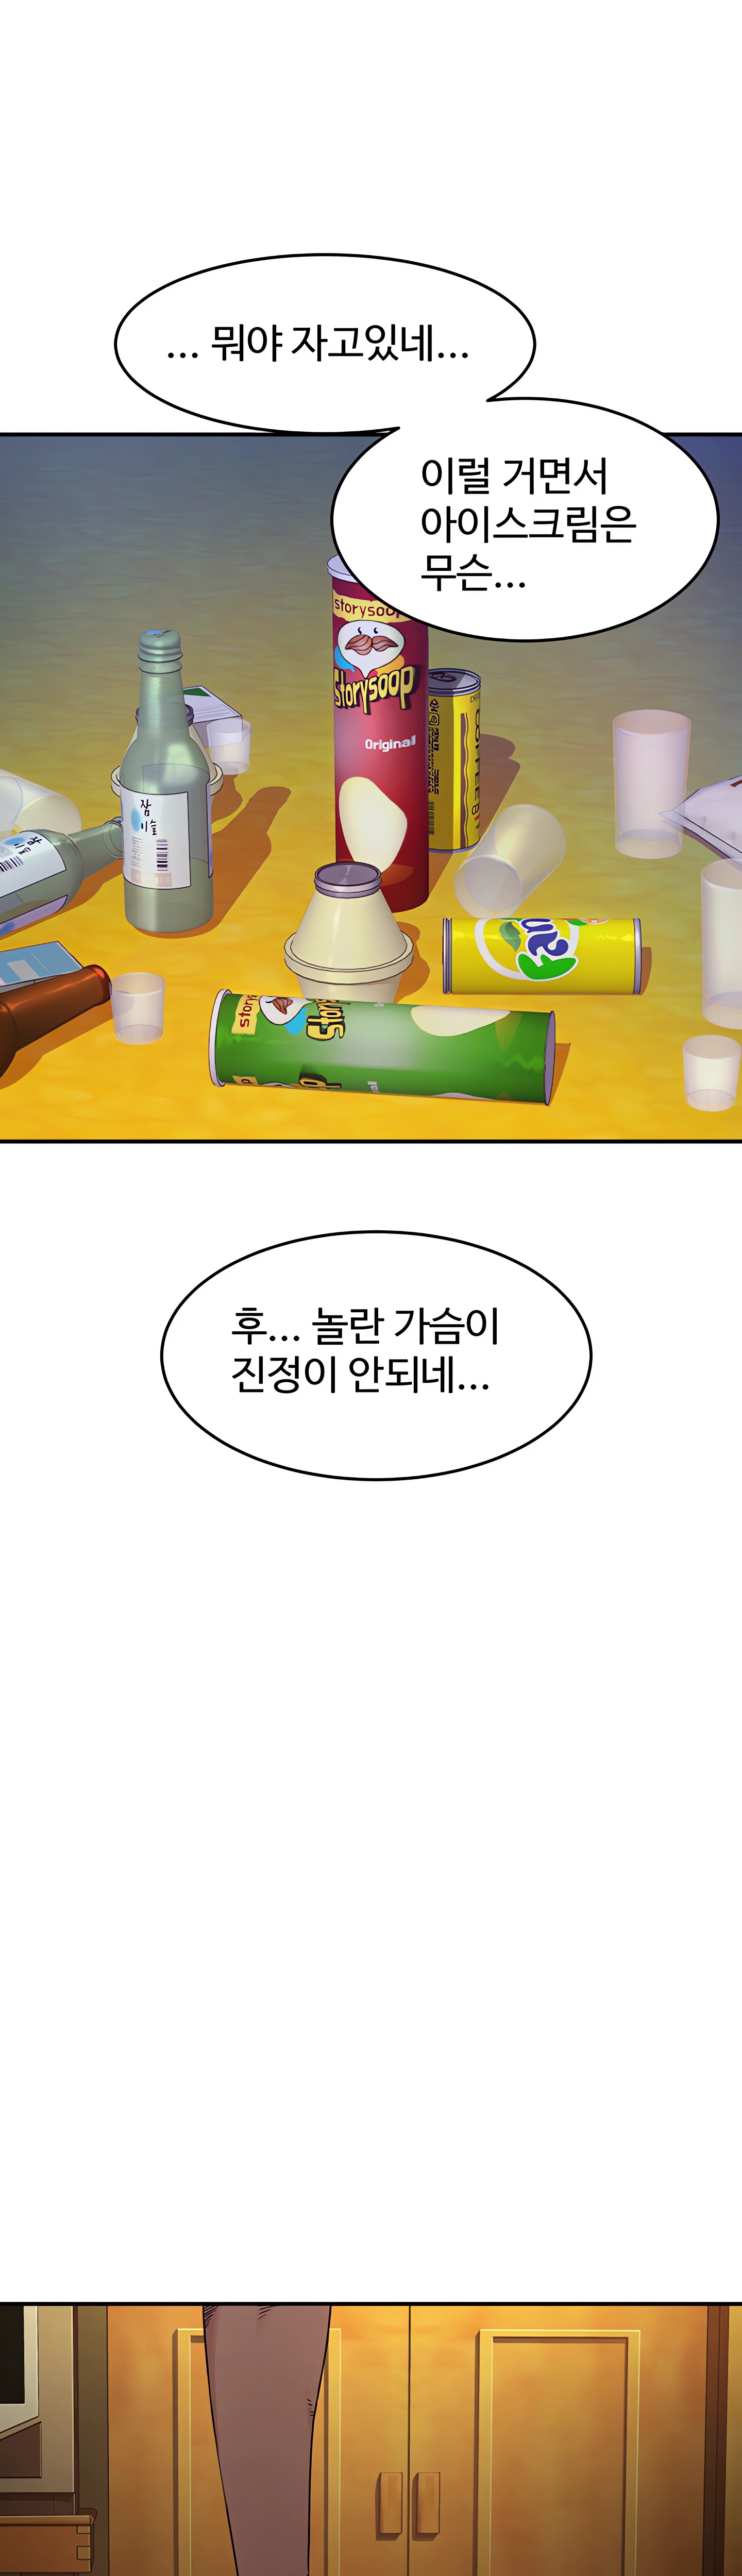 ... 뭐야 자고있네...
이럴 거면서
아이스크림은
무슨...
storysoop
Storysoop
Original
잠
이슬
후... 놀란 가슴이
진정이 안되네...